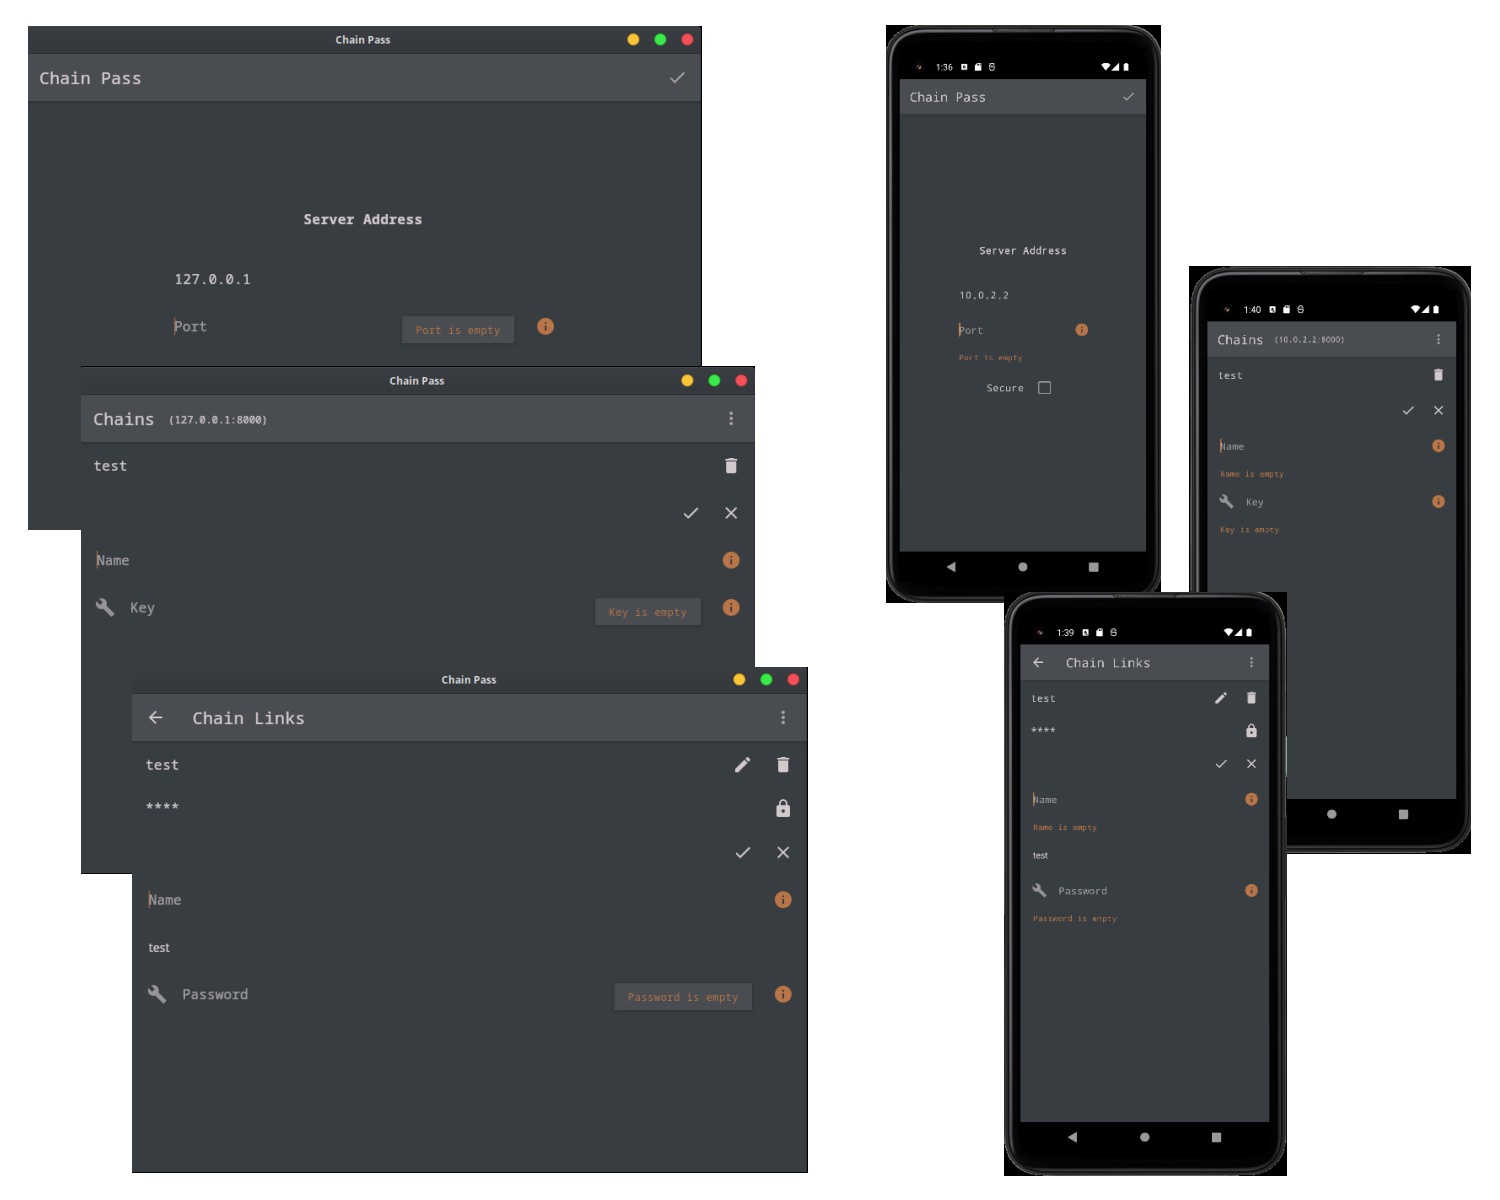 Chain Pass
Chain Pass
Server Address
127.0.0.1
Port
Port is empty
Chain Pass
Chains (127.0.0.1:8000)
test
Name
Key
Key is empty
Chain Pass
Chain Links
test
****
Name
test
Password
Password is empty
1:36
Chain Pass
Server Address
10.0.2.2
Port
Port is empty
Secure
1:40
Chains (10.0.2.2:8000)
test
Name
Name is empty
Key
Key is empty
1:39
Chain Links
test
****
Name
Name is empty
test
Password
Password is empty